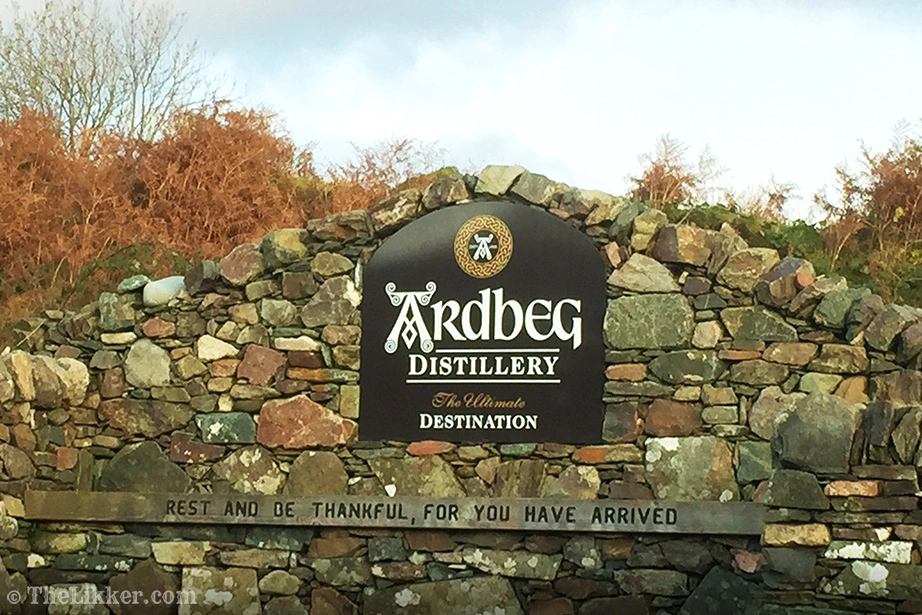 A
ARDBEG
DISTILLERY
The Ultimate
DESTINATION
REST AND BE THANKFUL, FOR YOU HAVE ARRIVED
© TheLikker.com